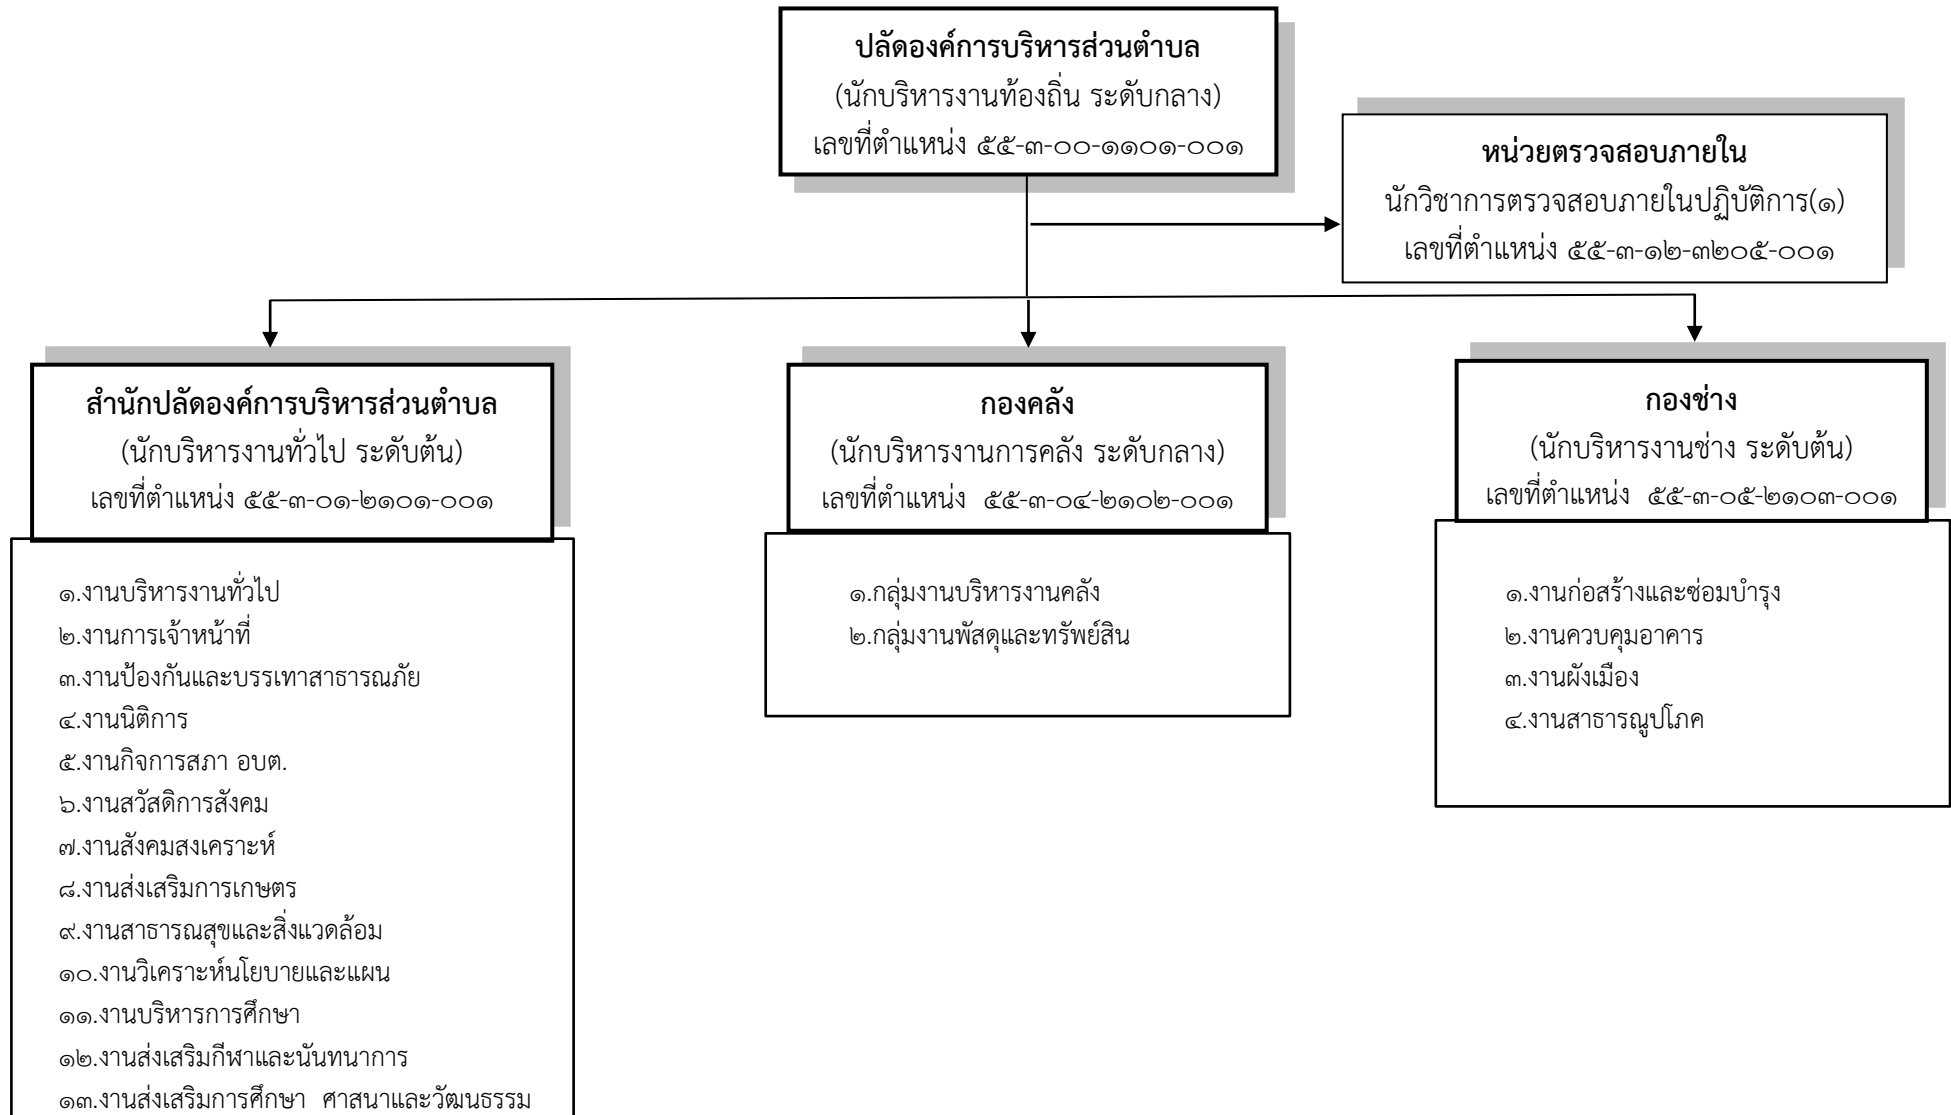 ปลัดองค์การบริหารส่วนตำบล
(นักบริหารงานท้องถิ่น ระดับกลาง)
เลขที่ตำแหน่ง ๕๕-๓-๐๐-๑๑๐๑-๐๐๑
หน่วยตรวจสอบภายใน
นักวิชาการตรวจสอบภายในปฏิบัติการ(๑)
เลขที่ตำแหน่ง ๕๕-๓-๑๒-๓๒๐๕-๐๐๑
สำนักปลัดองค์การบริหารส่วนตำบล
(นักบริหารงานทั่วไป ระดับต้น)
เลขที่ตำแหน่ง ๕๕-๓-๐๑-๒๑๐๑-๐๐๑
๑.งานบริหารงานทั่วไป
๒.งานการเจ้าหน้าที่
๓.งานป้องกันและบรรเทาสาธารณภัย
๔.งานนิติการ
๕.งานกิจการสภา อบต.
๖.งานสวัสดิการสังคม
๗.งานสังคมสงเคราะห์
๘.งานส่งเสริมการเกษตร
๙.งานสาธารณสุขและสิ่งแวดล้อม
๑๐.งานวิเคราะห์นโยบายและแผน
๑๑.งานบริหารการศึกษา
๑๒.งานส่งเสริมกีฬาและนันทนาการ
๑๓.งานส่งเสริมการศึกษา ศาสนาและวัฒนธรรม
กองคลัง
(นักบริหารงานการคลัง ระดับกลาง)
เลขที่ตำแหน่ง ๕๕-๓-๐๔-๒๑๐๒-๐๐๑
๑.กลุ่มงานบริหารงานคลัง
๒.กลุ่มงานพัสดุและทรัพย์สิน
กองช่าง
(นักบริหารงานช่าง ระดับต้น)
เลขที่ตำแหน่ง ๕๕-๓-๐๕-๒๑๐๓-๐๐๑
๑.งานก่อสร้างและซ่อมบำรุง
๒.งานควบคุมอาคาร
๓.งานผังเมือง
๔.งานสาธารณูปโภค